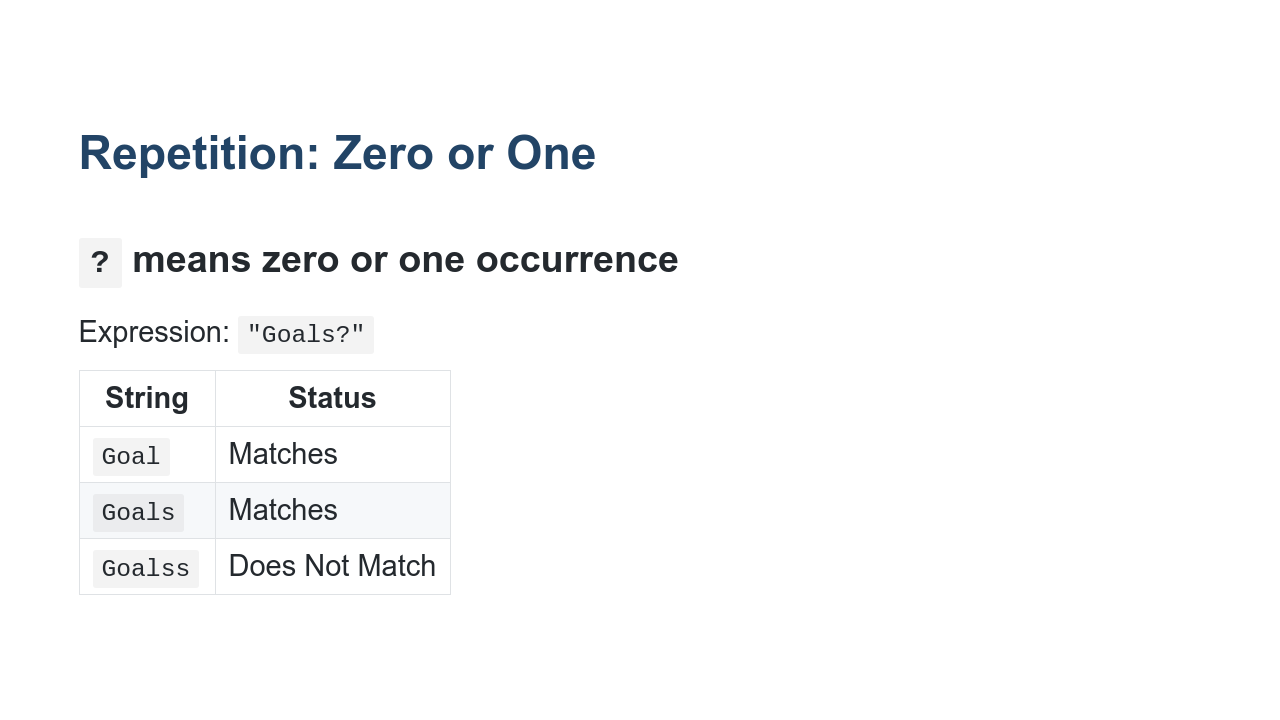 Repetition: Zero or One
? means zero or one occurrence
Expression: "Goals?"
String Status
Goal Matches
Goals Matches
Goalss Does Not Match